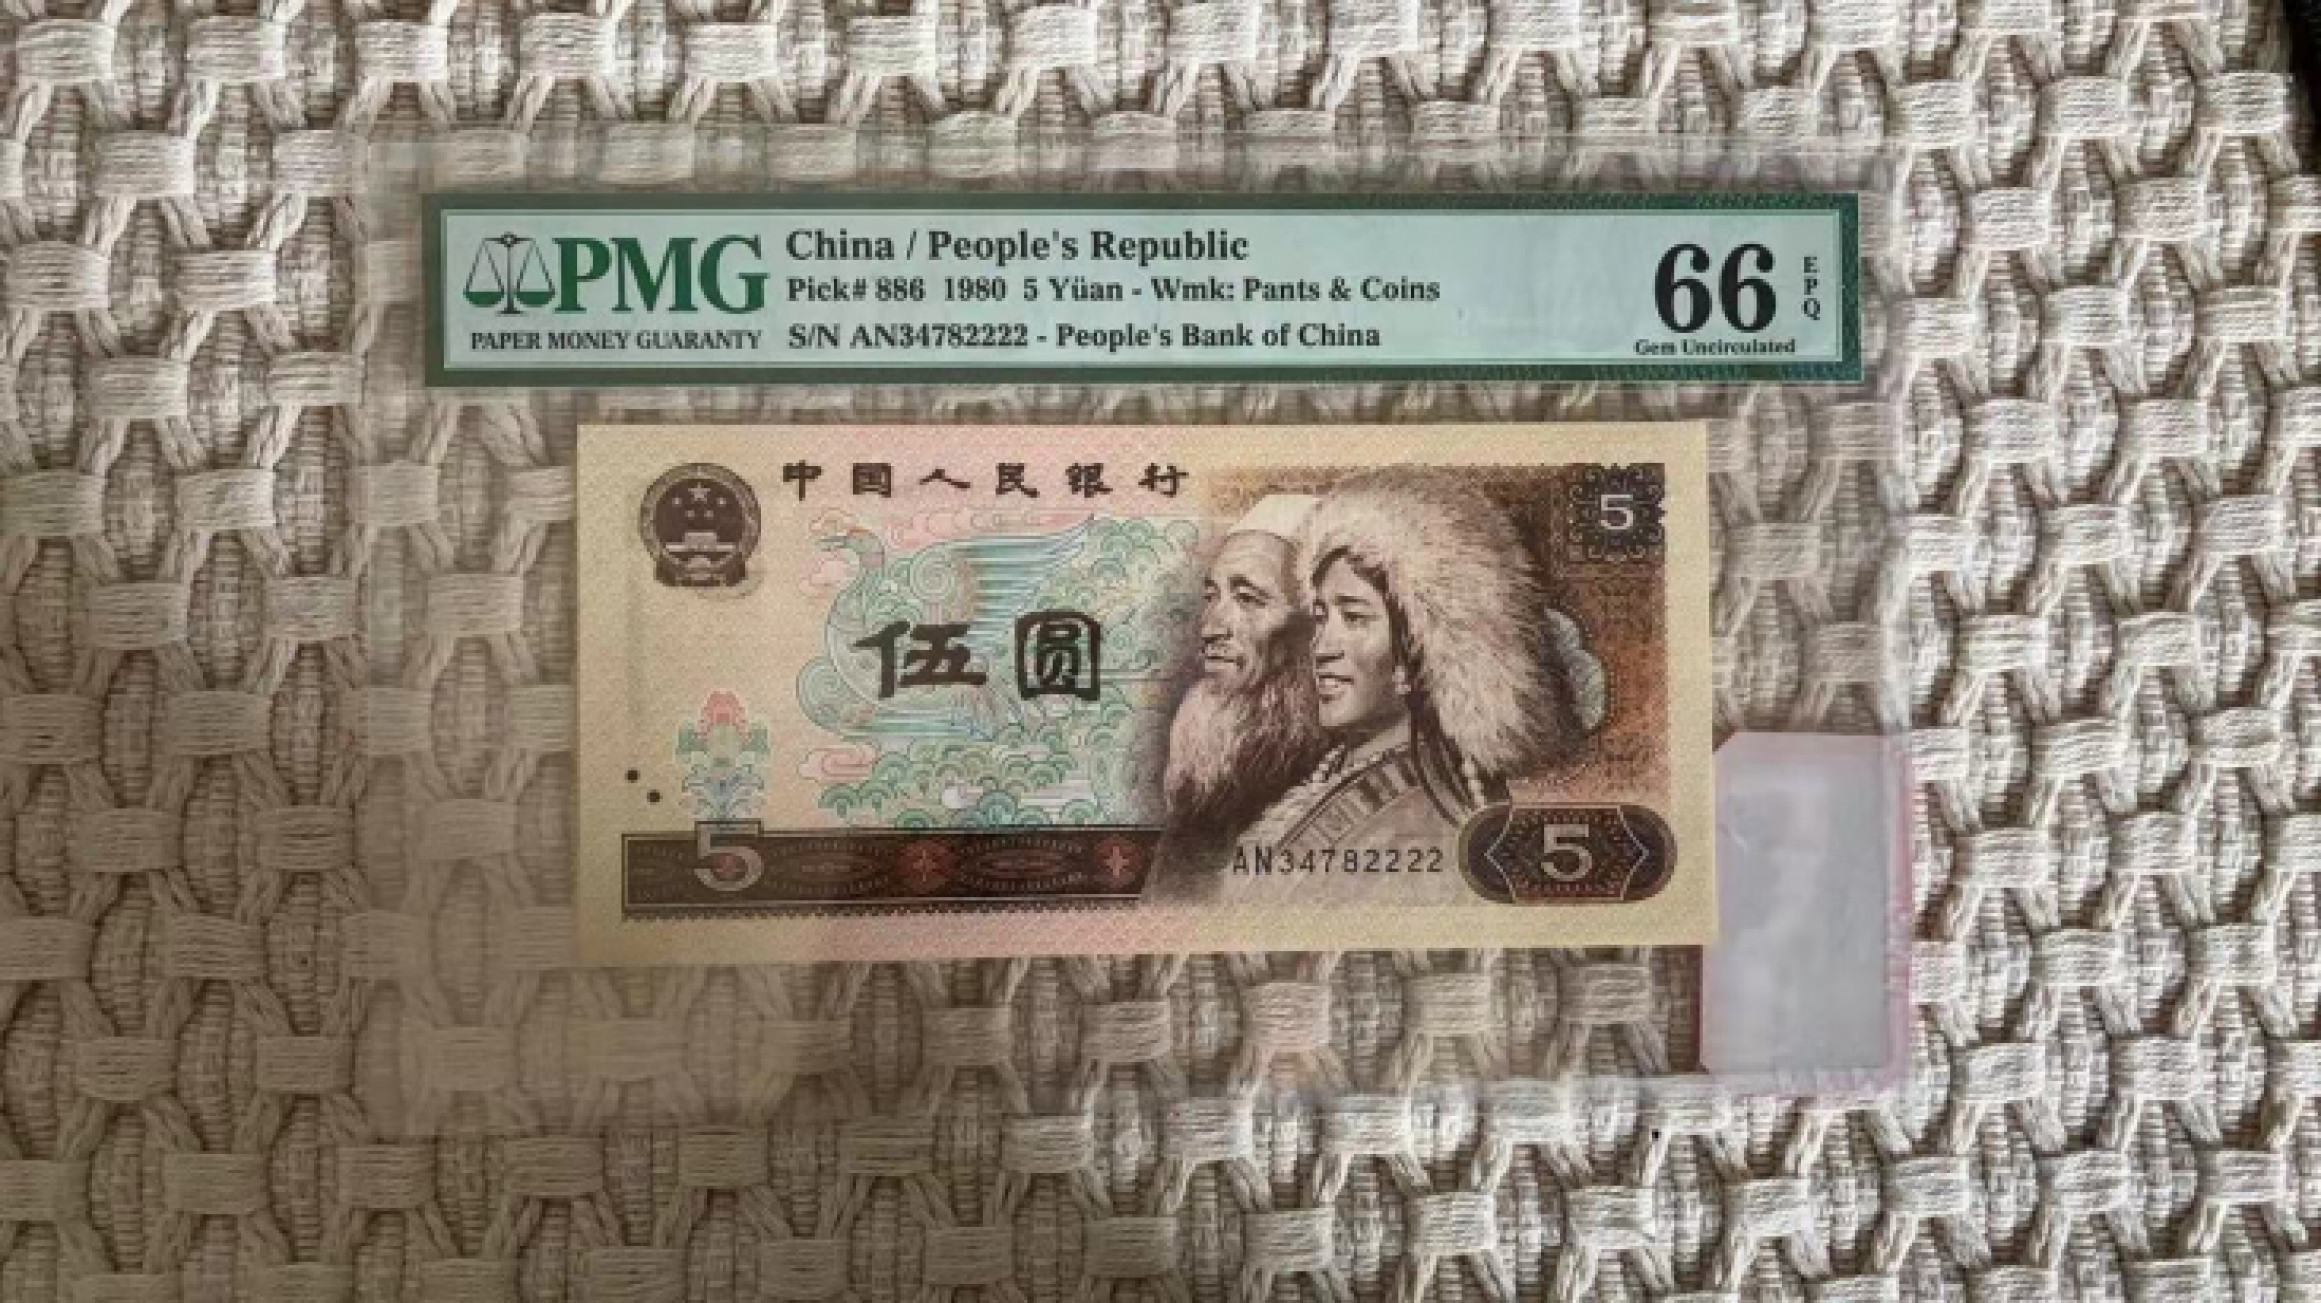 PMG
PAPER MONEY GUARANTY
China / People's Republic
Pick# 886 1980 5 Yüan - Wmk: Pants & Coins
S/N AN34782222 - People's Bank of China
66
EPQ
Gem Uncirculated
中国人民银行
5
伍圆
5
AN34782222
5